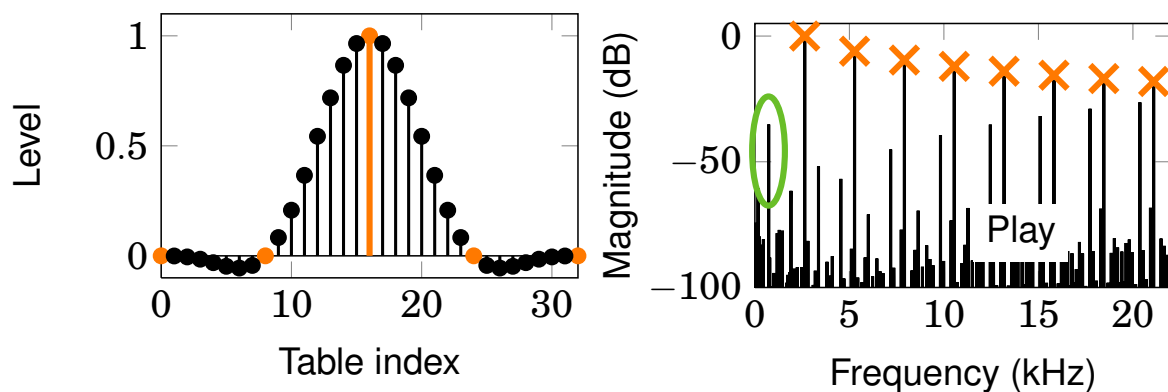 Level
1
0.5
0
0 10 20 30
Table index
Magnitude (dB)
0
−50
−100
Play
0 5 10 15 20
Frequency (kHz)